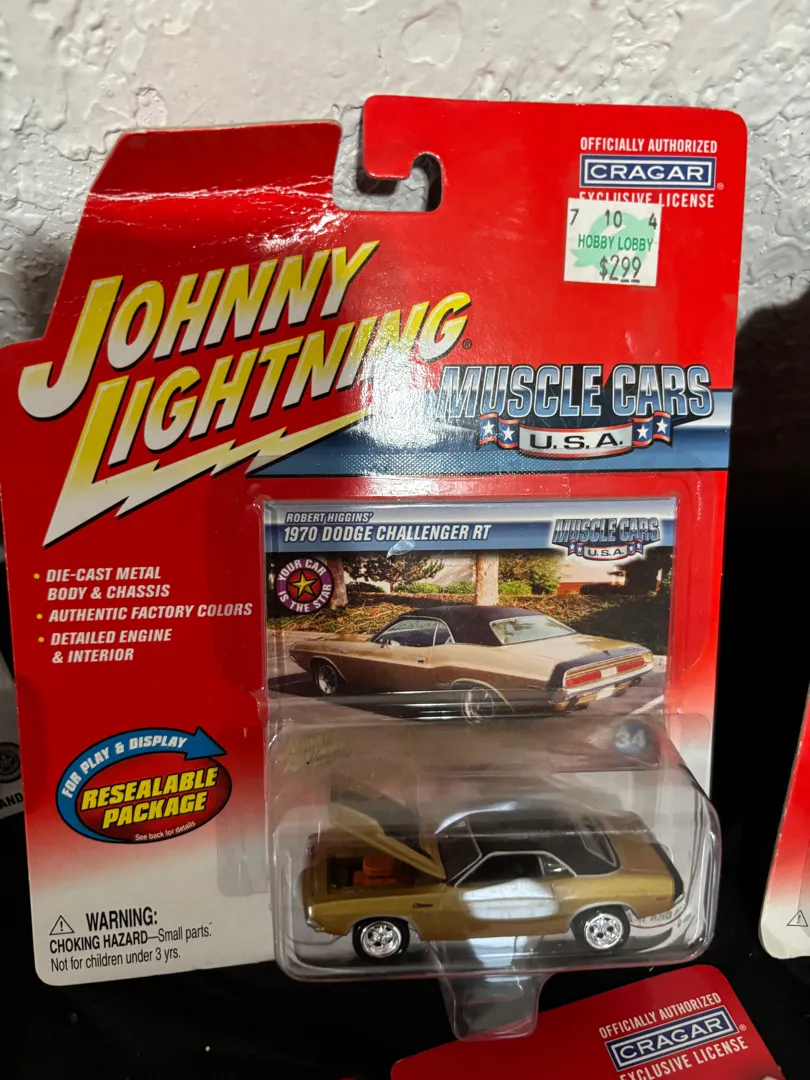 OFFICIALLY AUTHORIZED
CRAGAR®
EXCLUSIVE LICENSE
7 10 4
HOBBY LOBBY
$2.99
JOHNNY
LIGHTNING®
MUSCLE CARS
U.S.A.
ROBERT HIGGINS'
1970 DODGE CHALLENGER RT
MUSCLE CARS
U.S.A.
YOUR CAR
IS THE STAR
• DIE-CAST METAL
BODY & CHASSIS
• AUTHENTIC FACTORY COLORS
• DETAILED ENGINE
& INTERIOR
34
FOR PLAY & DISPLAY
RESEALABLE
PACKAGE
See back for details
WARNING:
CHOKING HAZARD—Small parts.
Not for children under 3 yrs.
OFFICIALLY AUTHORIZED
CRAGAR®
EXCLUSIVE LICENSE